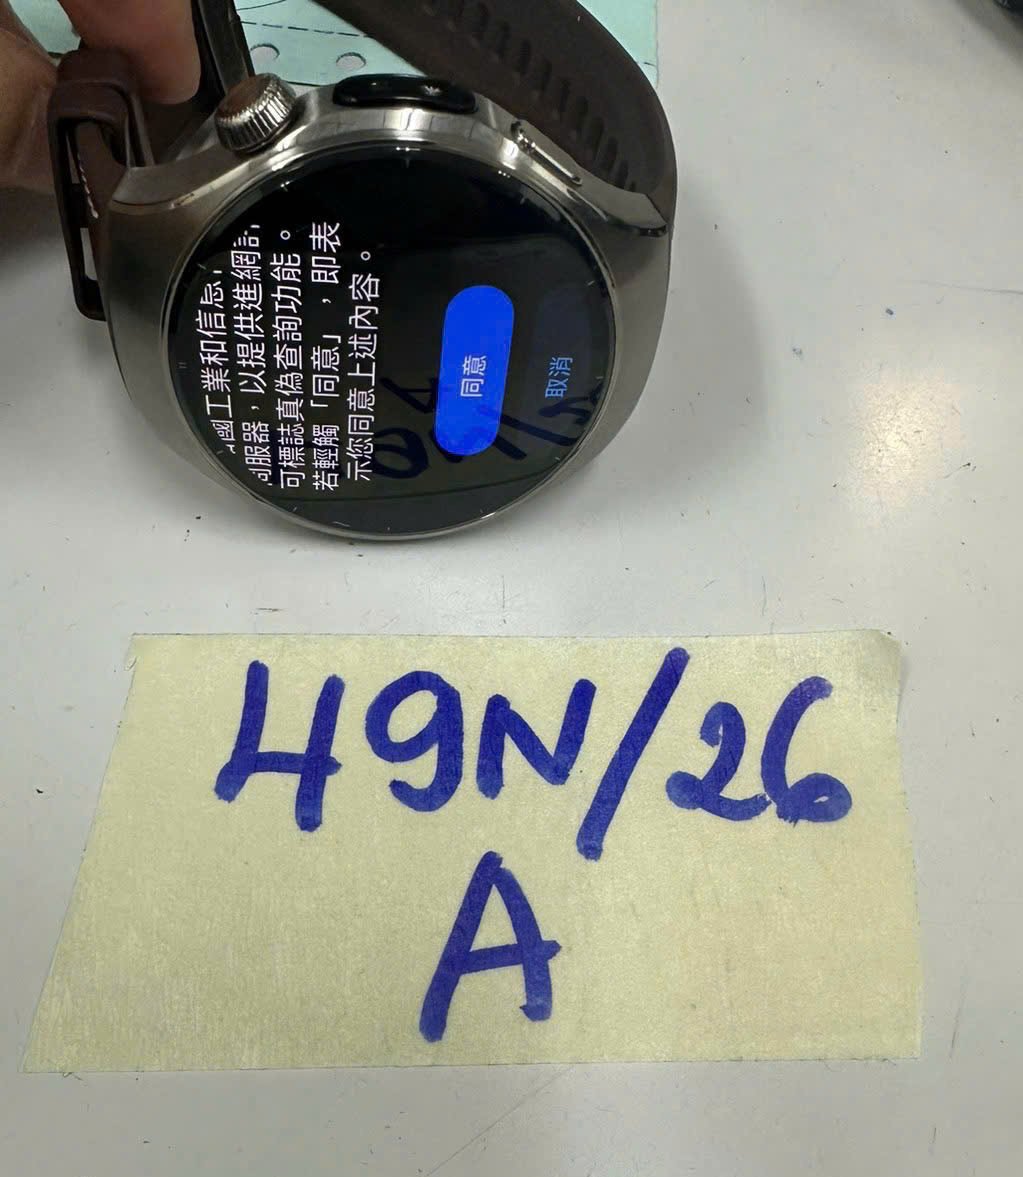 國工業和信息
服器，以提供進網許
可標誌真偽查詢功能。
若輕觸「同意」，即表
示您同意上述內容。
同意
取消
49N/26
A